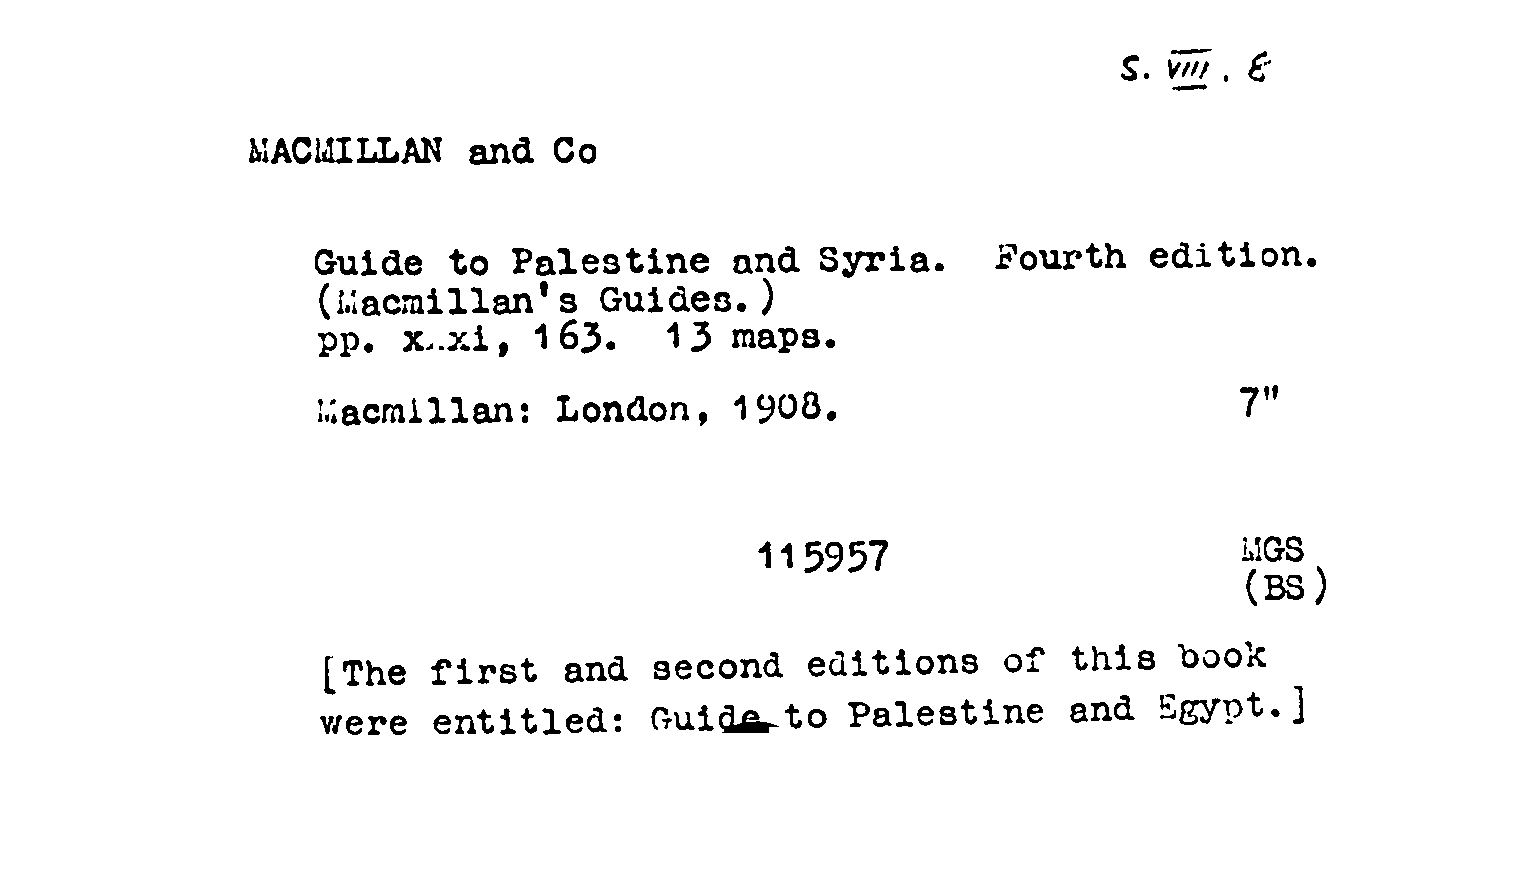 S. VIII. E
MACMILLAN and Co
Guide to Palestine and Syria. Fourth edition.
(Macmillan's Guides.)
pp. 163. 13 maps.
Macmillan: London, 1908. 7"
115957 MGS
(BS)
[The first and second editions of this book
were entitled: Guide to Palestine and Egypt.]